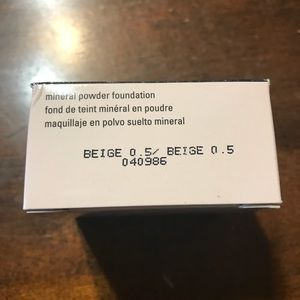 mineral powder foundation
fond de teint minéral en poudre
maquillaje en polvo suelto mineral
BEIGE 0.5/ BEIGE 0.5
040986